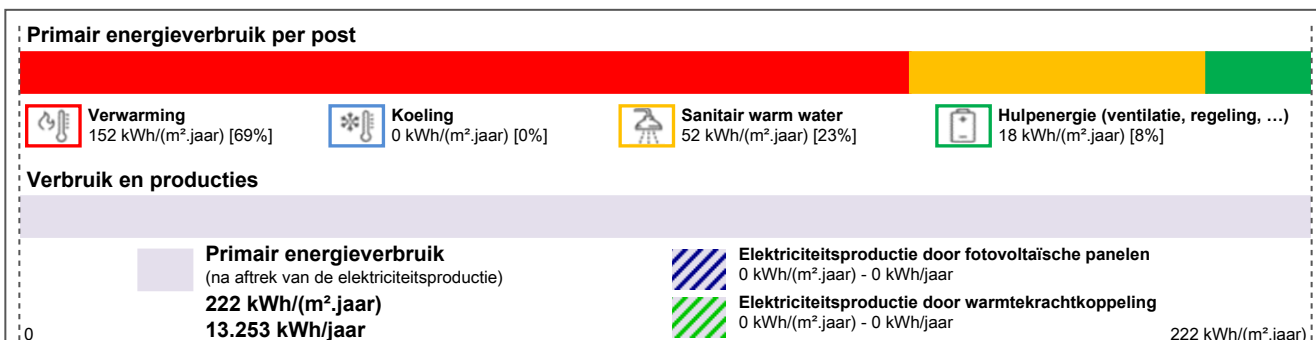 Primair energieverbruik per post
Verwarming
152 kWh/(m².jaar) [69%]
Koeling
0 kWh/(m².jaar) [0%]
Sanitair warm water
52 kWh/(m².jaar) [23%]
Hulpenergie (ventilatie, regeling, …)
18 kWh/(m².jaar) [8%]
Verbruik en producties
Primair energieverbruik
(na aftrek van de elektriciteitsproductie)
222 kWh/(m².jaar)
13.253 kWh/jaar
Elektriciteitsproductie door fotovoltaïsche panelen
0 kWh/(m².jaar) - 0 kWh/jaar
Elektriciteitsproductie door warmtekrachtkoppeling
0 kWh/(m².jaar) - 0 kWh/jaar
0
222 kWh/(m².jaar)